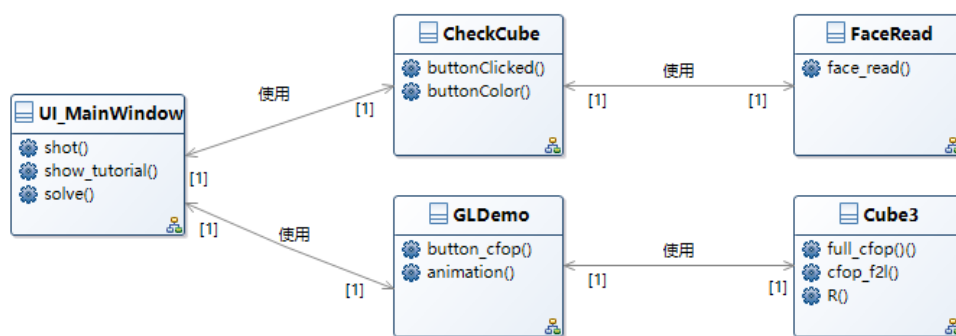 UI_MainWindow
shot()
show_tutorial()
solve()
使用
[1]
[1]
CheckCube
buttonClicked()
buttonColor()
使用
[1]
[1]
FaceRead
face_read()
使用
[1]
[1]
GLDemo
button_cfop()
animation()
使用
[1]
[1]
Cube3
full_cfop()()
cfop_f2l()
R()